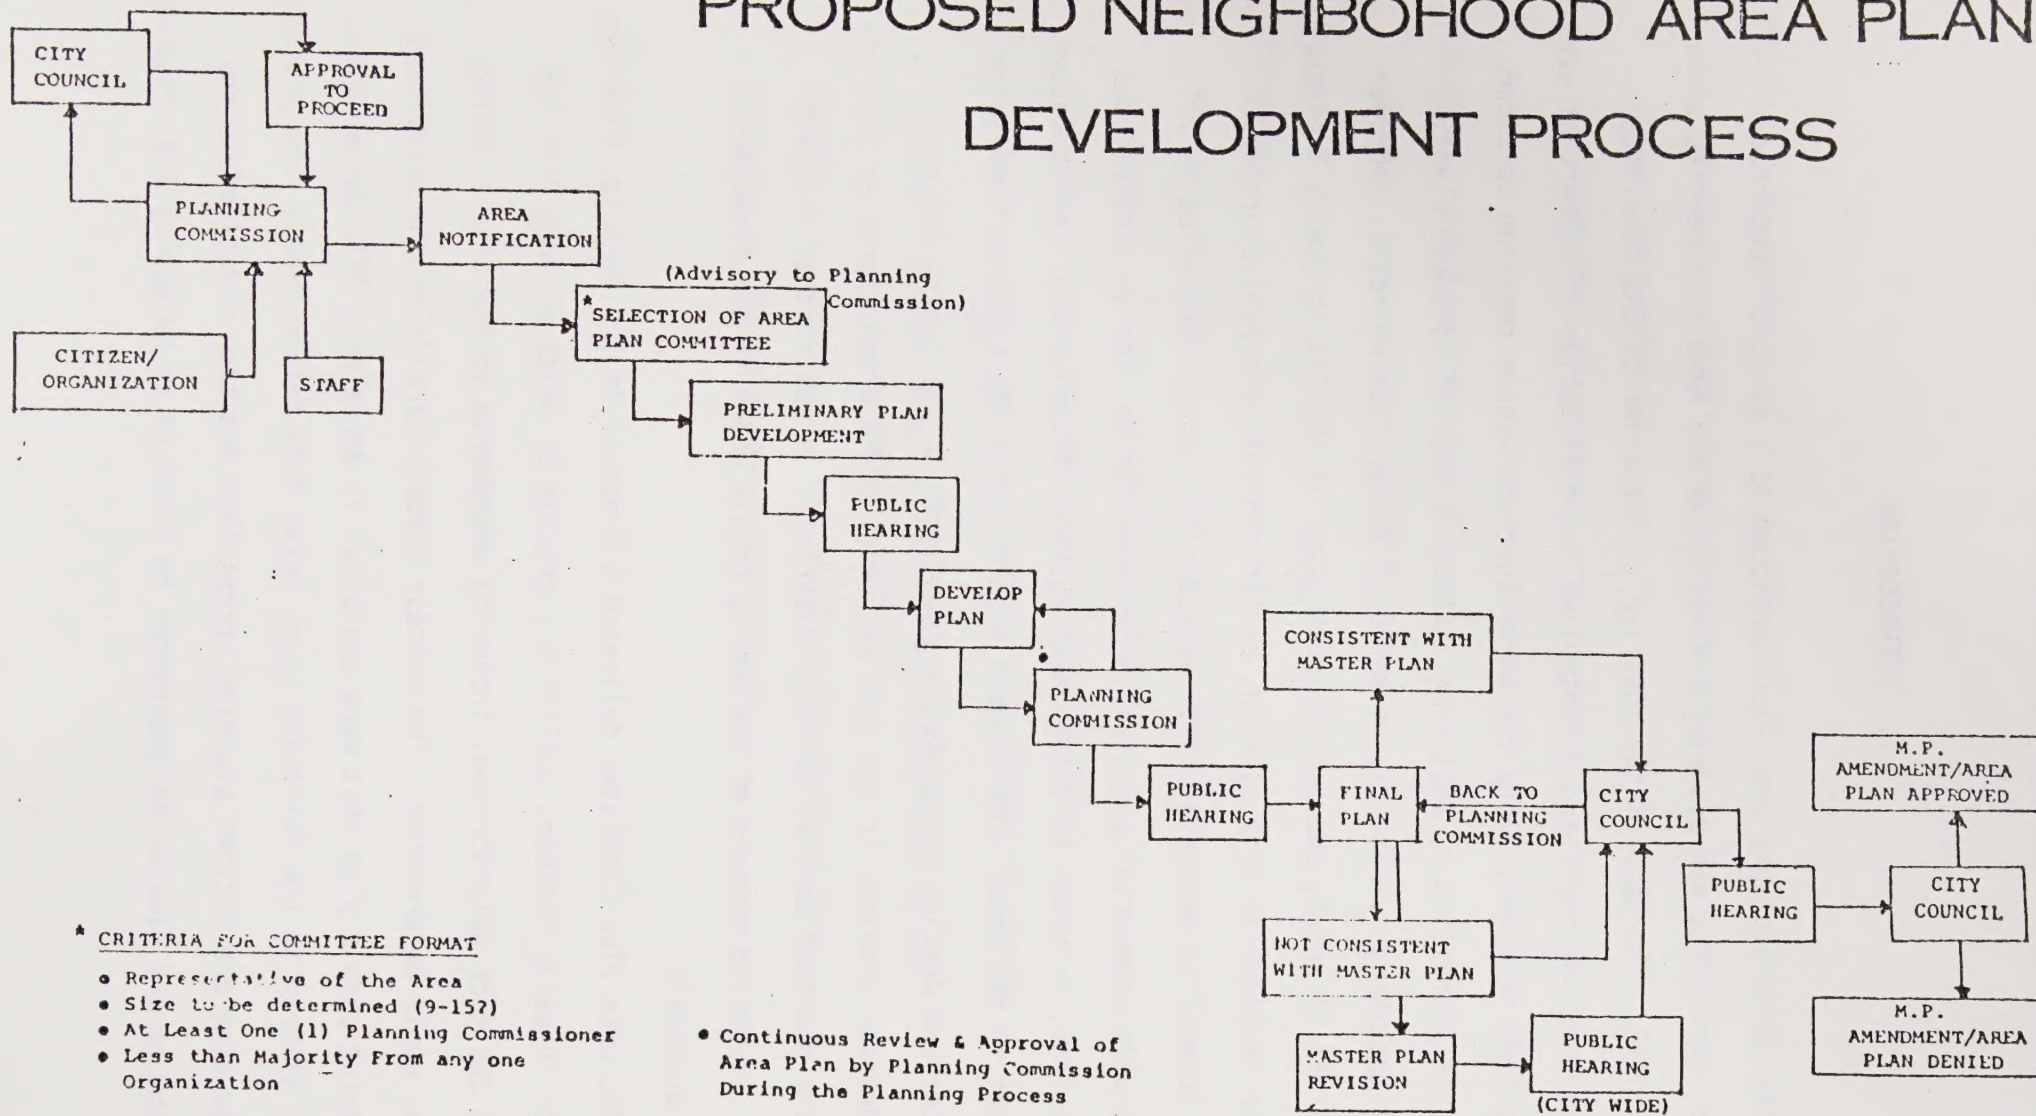 PROPOSED NEIGHBOHOOD AREA PLAN
DEVELOPMENT PROCESS
CITY
COUNCIL
APPROVAL
TO
PROCEED
PLANNING
COMMISSION
AREA
NOTIFICATION
CITIZEN/
ORGANIZATION
STAFF
(Advisory to Planning
Commission)
* SELECTION OF AREA
PLAN COMMITTEE
PRELIMINARY PLAN
DEVELOPMENT
PUBLIC
HEARING
DEVELOP
PLAN
•
PLANNING
COMMISSION
PUBLIC
HEARING
CONSISTENT WITH
MASTER PLAN
FINAL
PLAN
BACK TO
PLANNING
COMMISSION
CITY
COUNCIL
NOT CONSISTENT
WITH MASTER PLAN
MASTER PLAN
REVISION
PUBLIC
HEARING
(CITY WIDE)
PUBLIC
HEARING
CITY
COUNCIL
M.P.
AMENDMENT/AREA
PLAN APPROVED
M.P.
AMENDMENT/AREA
PLAN DENIED
* CRITERIA FOR COMMITTEE FORMAT
• Representative of the Area
• Size to be determined (9-15?)
• At Least One (1) Planning Commissioner
• Less than Majority From any one
Organization
• Continuous Review & Approval of
Area Plan by Planning Commission
During the Planning Process